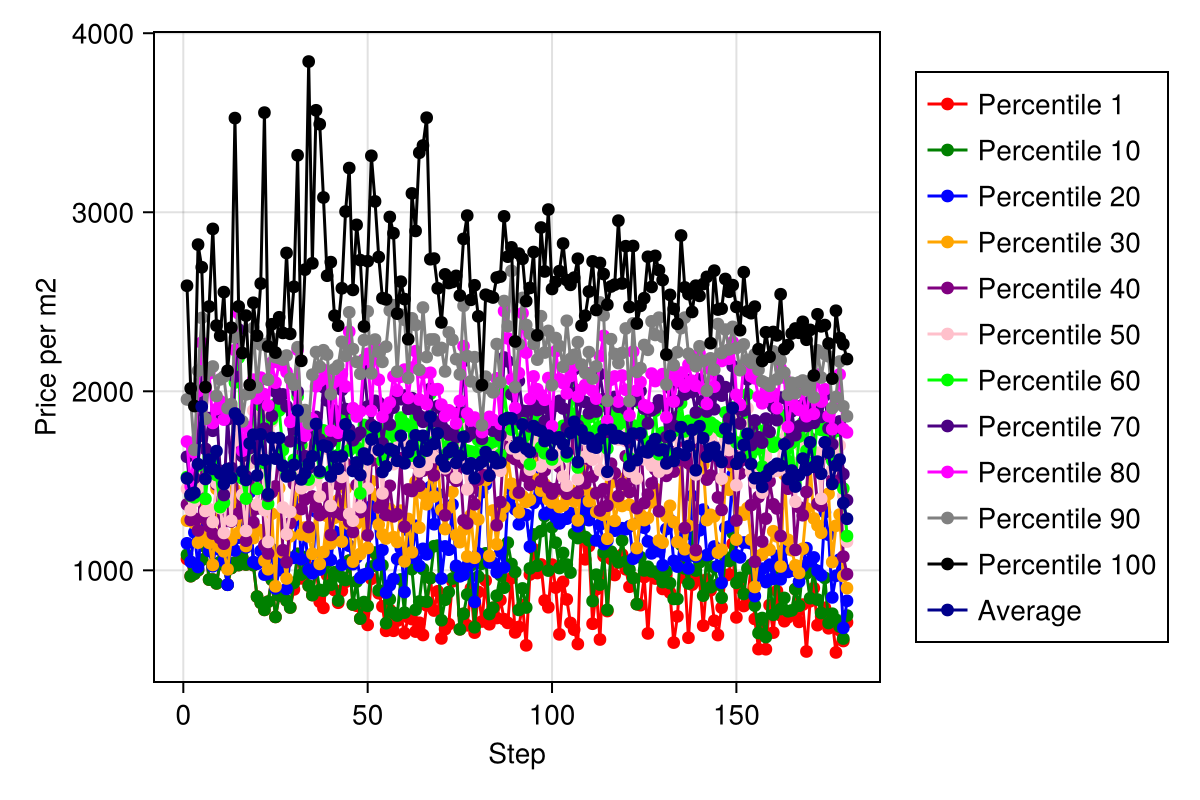 4000
3000
2000
1000
Price per m2
0 50 100 150
Step
Percentile 1
Percentile 10
Percentile 20
Percentile 30
Percentile 40
Percentile 50
Percentile 60
Percentile 70
Percentile 80
Percentile 90
Percentile 100
Average